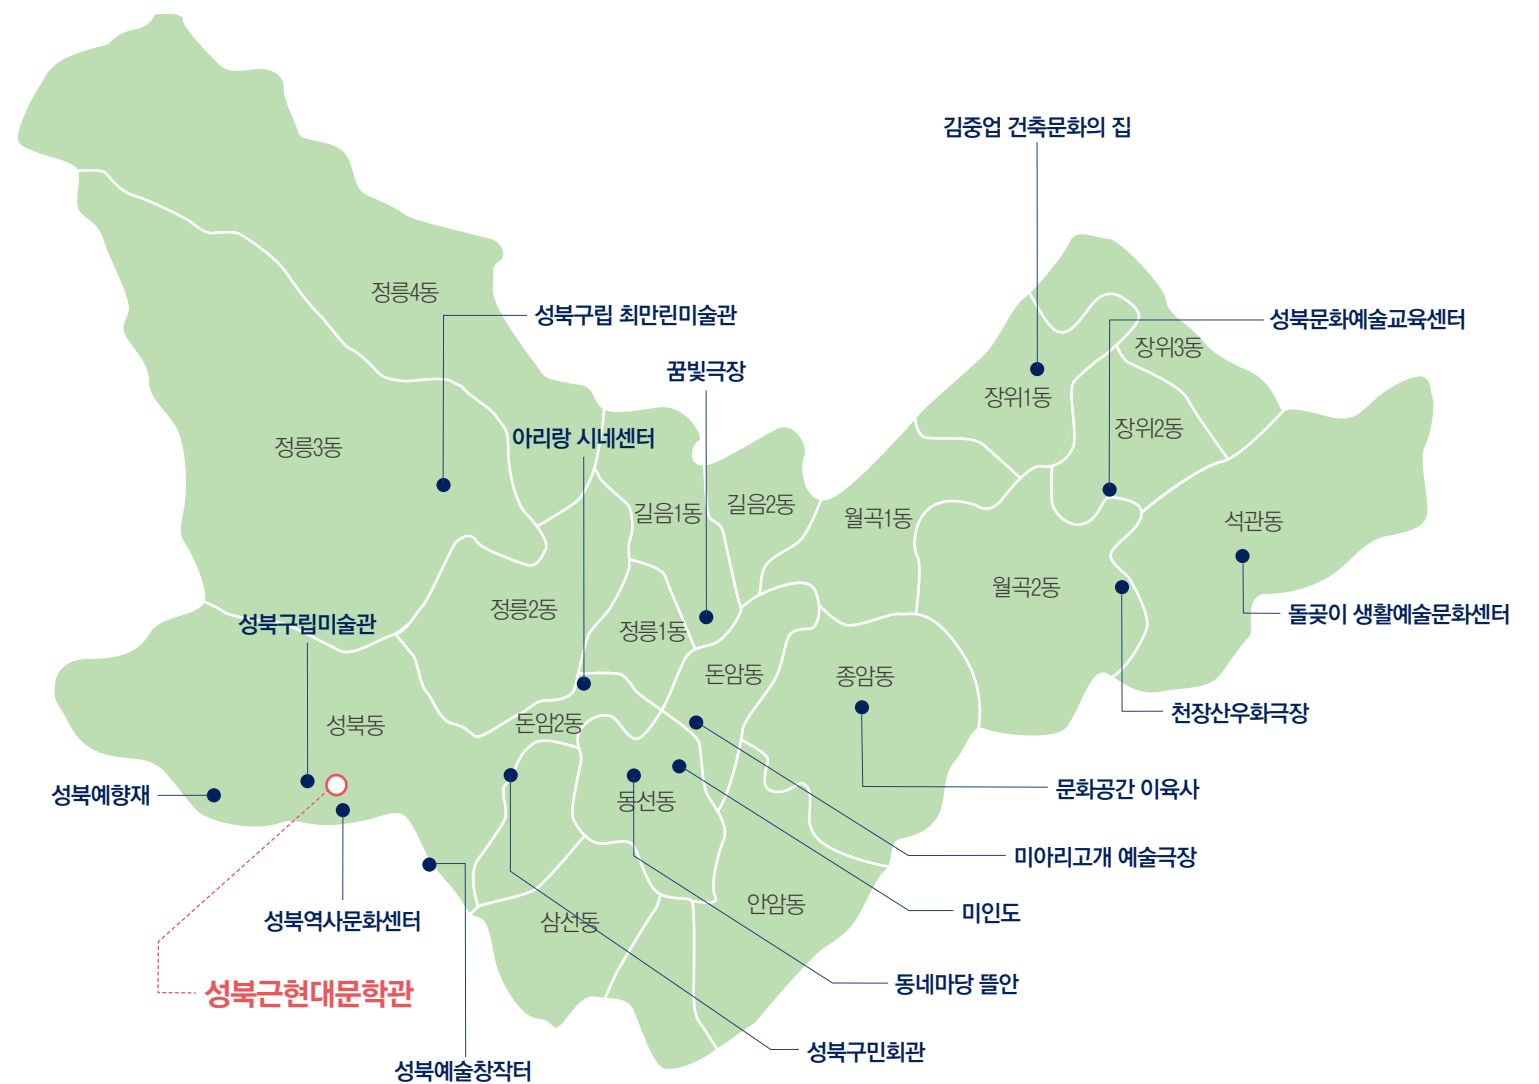 김중업 건축문화의 집
정릉4동
성북구립 최만린미술관
성북문화예술교육센터
장위3동
꿈빛극장
장위1동
장위2동
아리랑 시네센터
정릉3동
길음1동
길음2동
월곡1동
석관동
월곡2동
정릉2동
돌곶이 생활예술문화센터
성북구립미술관
정릉1동
돈암동
종암동
천장산우화극장
성북동
돈암2동
성북예향재
문화공간 이육사
동선동
미아리고개 예술극장
안암동
미인도
성북역사문화센터
삼선동
동네마당 뜰안
성북근현대문학관
성북구민회관
성북예술창작터